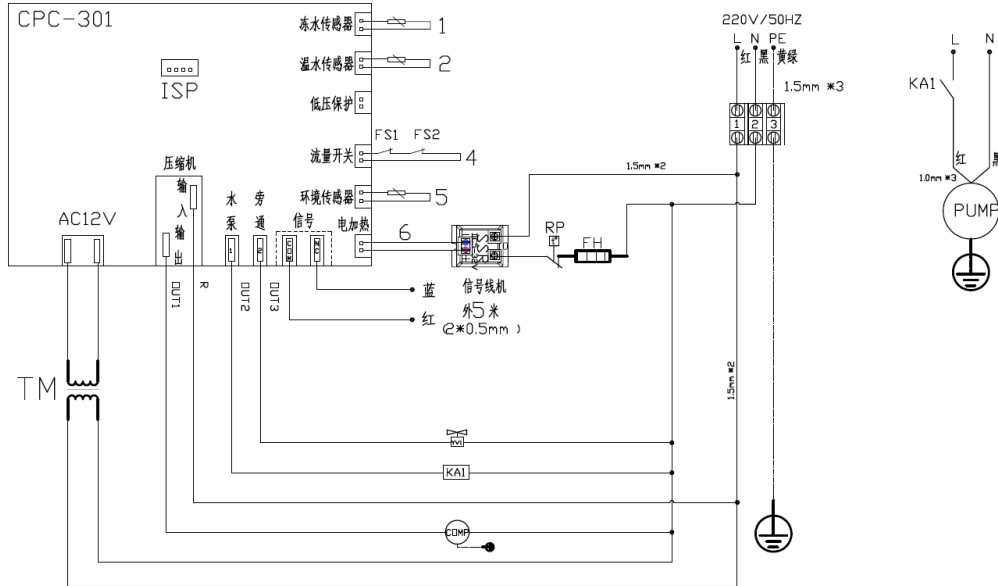 CPC-301
ISP
冻水传感器 1
温水传感器 2
低压保护
FS1 FS2
流量开关 4
环境传感器 5
压缩机
输入
输出
水泵
旁通
信号
电加热
6
AC12V
1
2
COM
NC
OUT1
R
OUT2
OUT3
蓝
红
信号线机
外5米
(2*0.5mm )
RP
FH
1.5mm *2
220V/50HZ
L N PE
红 黑 黄绿
1.5mm *3
1 2 3
1.5mm *2
L N
KA1
红 黑
1.0mm *3
PUMP
TM
YV1
KA1
COMP